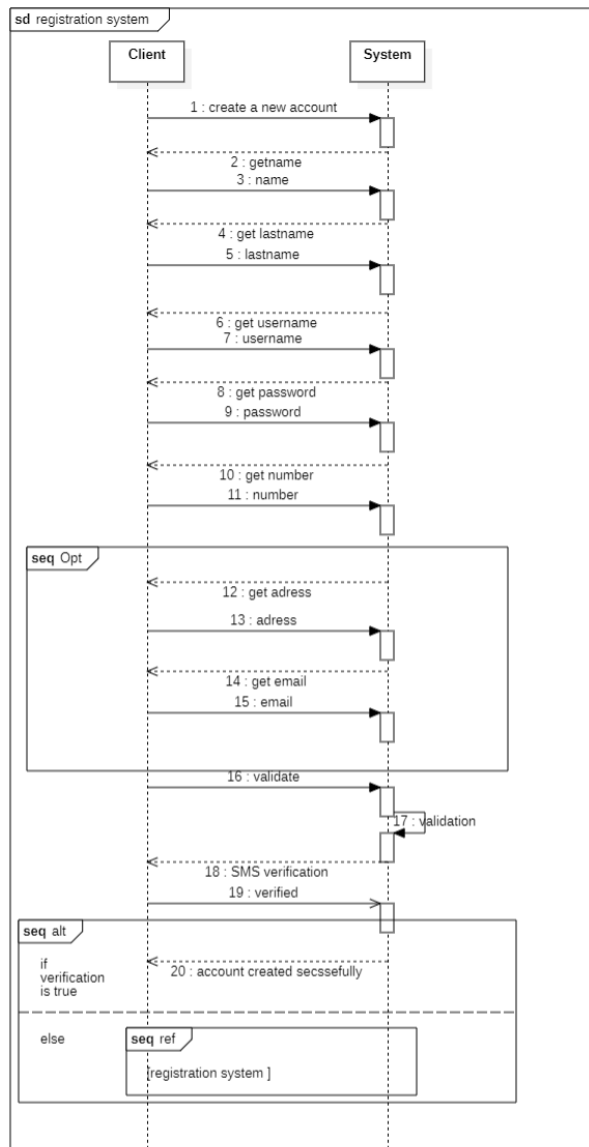 sd registration system
Client
System
1 : create a new account
2 : getname
3 : name
4 : get lastname
5 : lastname
6 : get username
7 : username
8 : get password
9 : password
10 : get number
11 : number
seq Opt
12 : get adress
13 : adress
14 : get email
15 : email
16 : validate
17 : validation
18 : SMS verification
19 : verified
seq alt
20 : account created secssefully
if
verification
is true
else
seq ref
[registration system ]